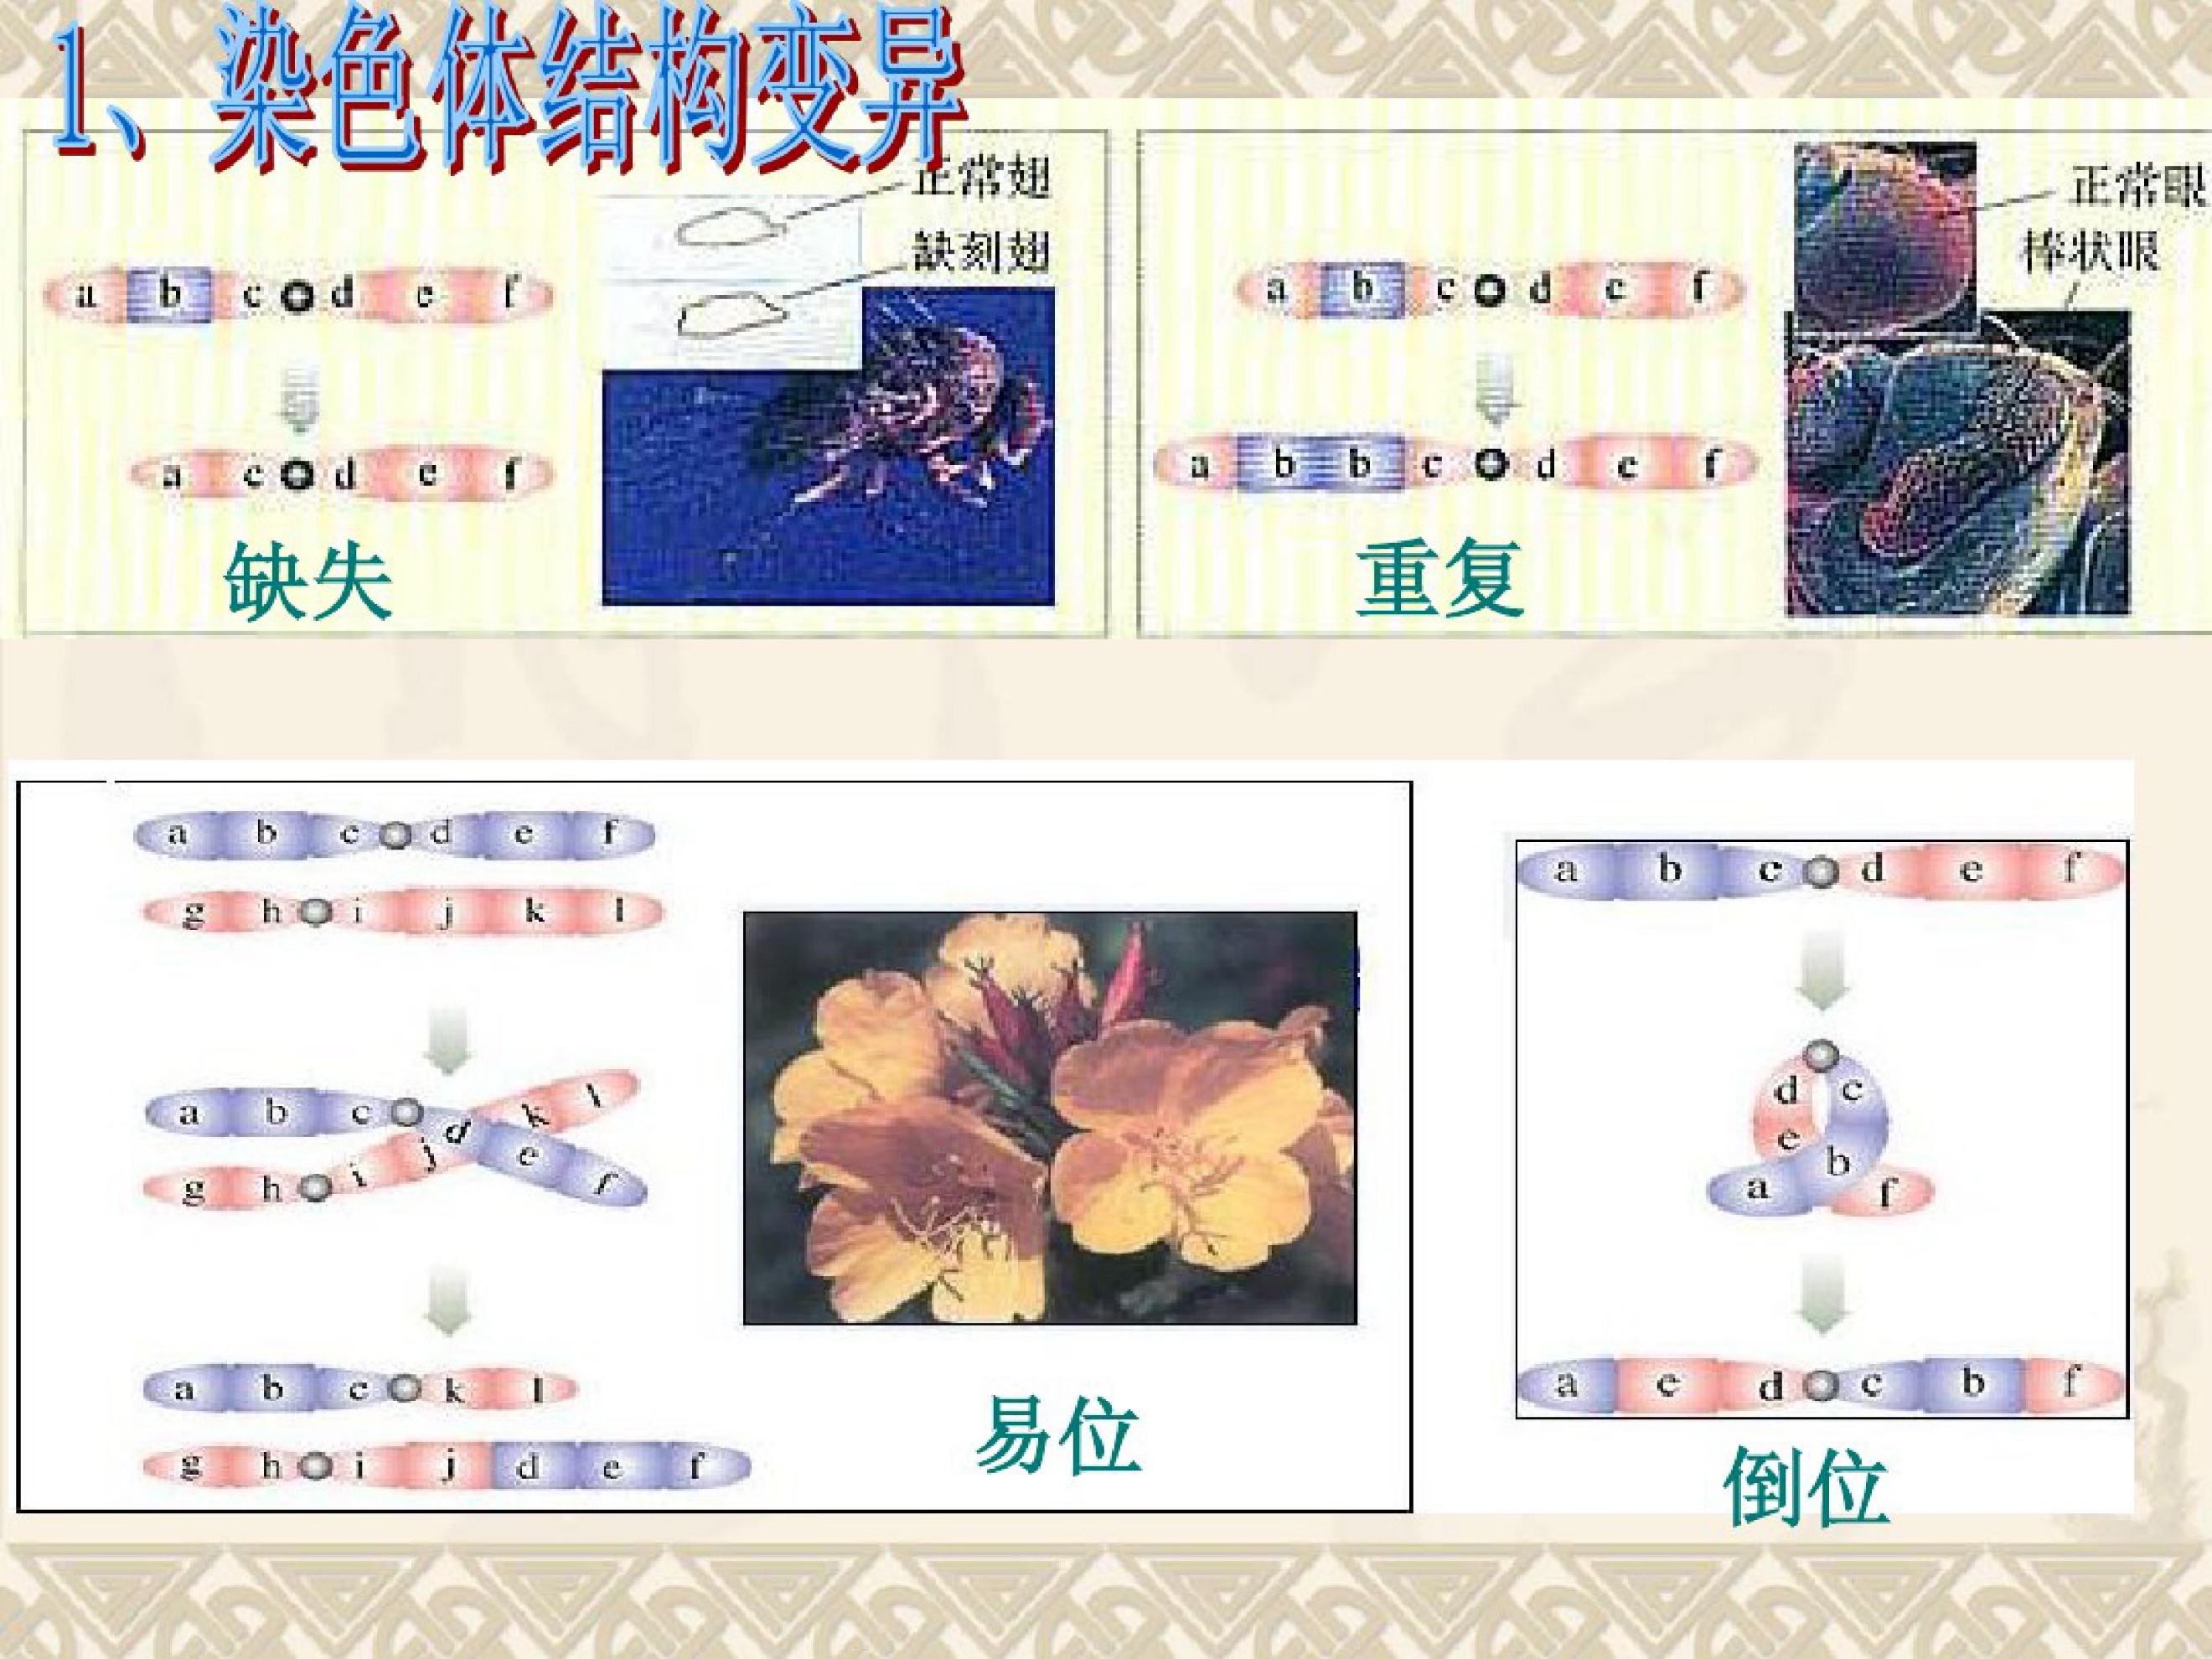 1、染色体结构变异
正常翅
缺刻翅
a b c d e f
a c d e f
缺失
正常眼
棒状眼
a b c d e f
a b b c d e f
重复
a b c d e f
g h i j k l
a b c d e f
g h i j k l
a b c k l
g h i j d e f
易位
a b c d e f
d c
e b
a f
a e d c b f
倒位